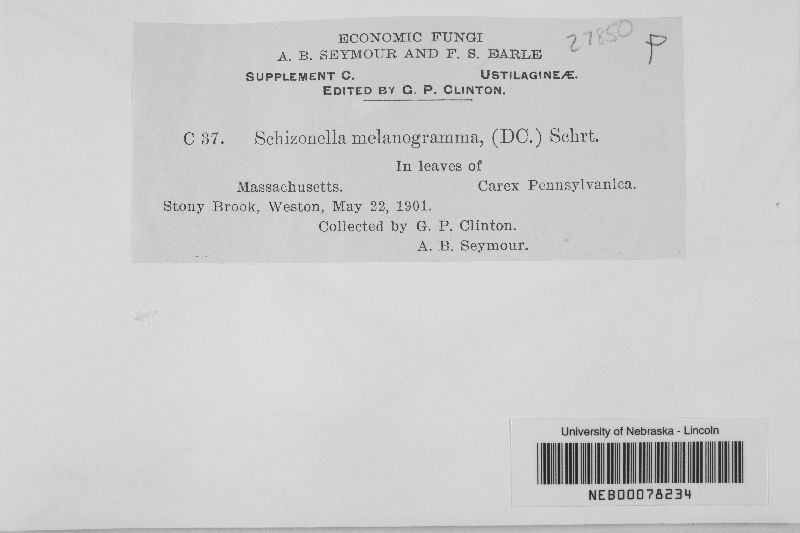 ECONOMIC FUNGI
A. B. SEYMOUR AND F. S. EARLE
SUPPLEMENT C. USTILAGINEÆ.
EDITED BY G. P. CLINTON.
27850 P
C 37. Schizonella melanogramma, (DC.) Schrt.
In leaves of
Massachusetts. Carex Pennsylvanica.
Stony Brook, Weston, May 22, 1901.
Collected by G. P. Clinton.
A. B. Seymour.
University of Nebraska - Lincoln
NEB00078234